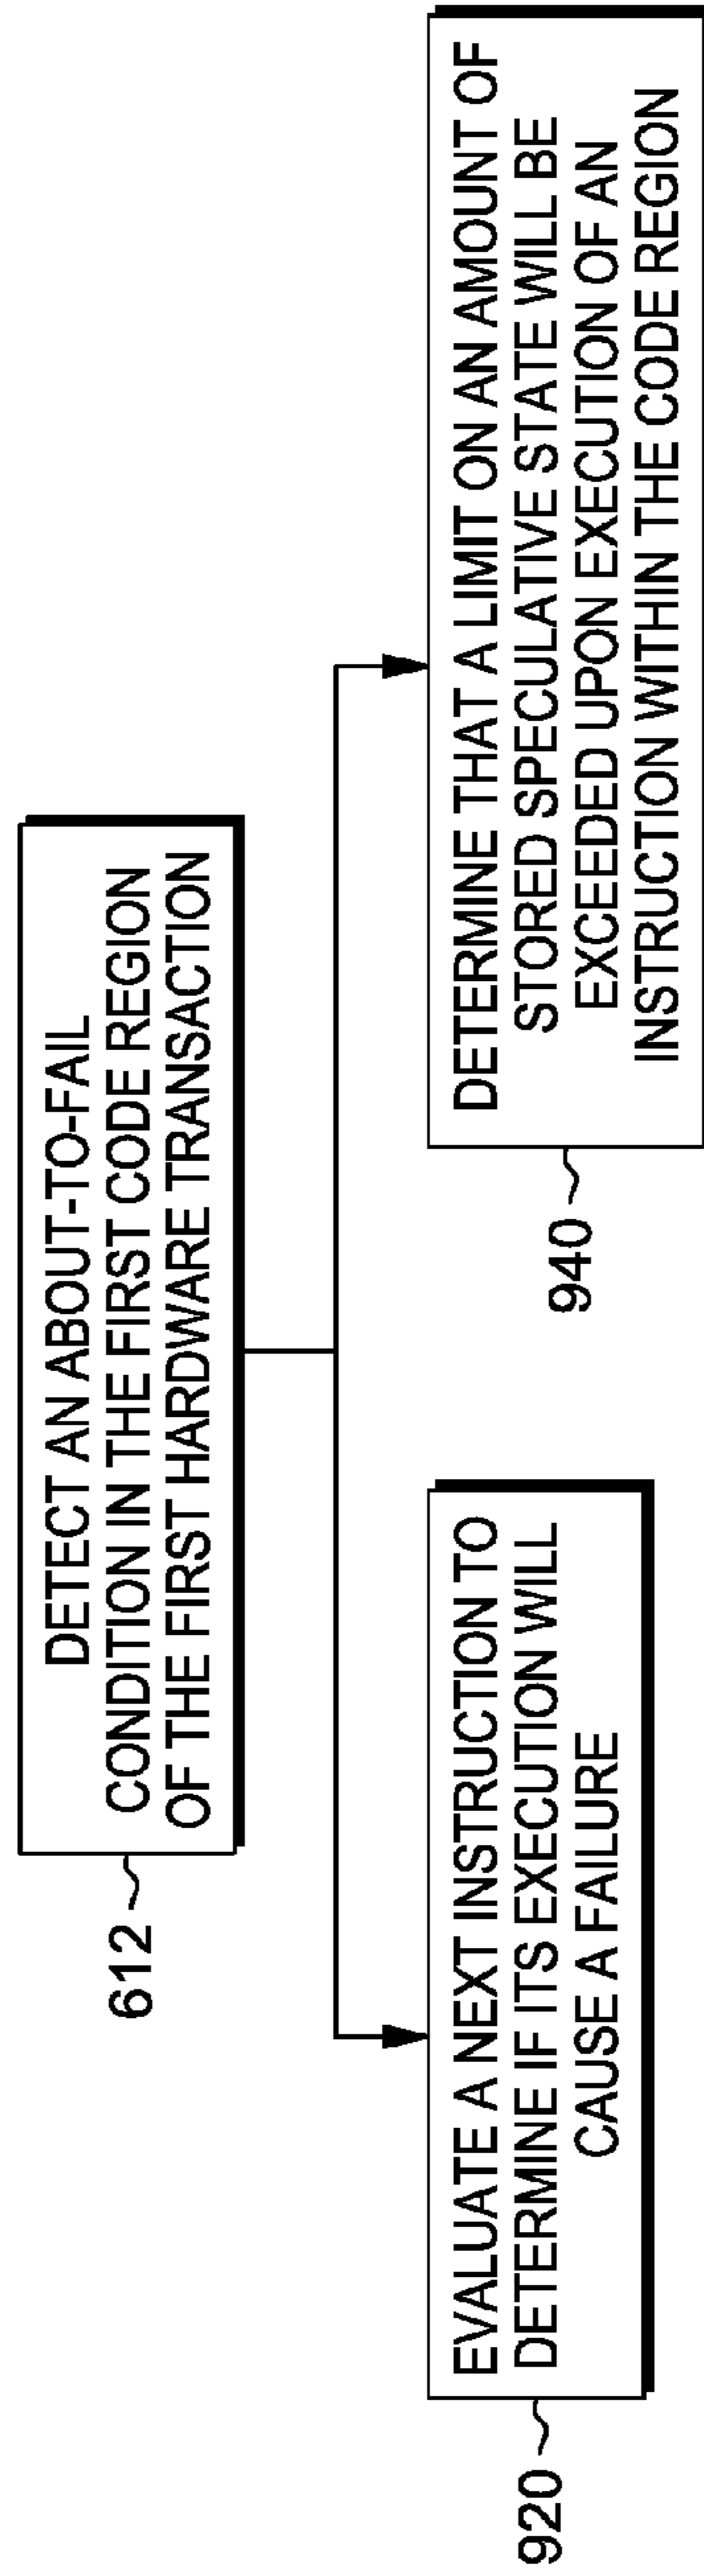 612
DETECT AN ABOUT-TO-FAIL
CONDITION IN THE FIRST CODE REGION
OF THE FIRST HARDWARE TRANSACTION
920
EVALUATE A NEXT INSTRUCTION TO
DETERMINE IF ITS EXECUTION WILL
CAUSE A FAILURE
940
DETERMINE THAT A LIMIT ON AN AMOUNT OF
STORED SPECULATIVE STATE WILL BE
EXCEEDED UPON EXECUTION OF AN
INSTRUCTION WITHIN THE CODE REGION